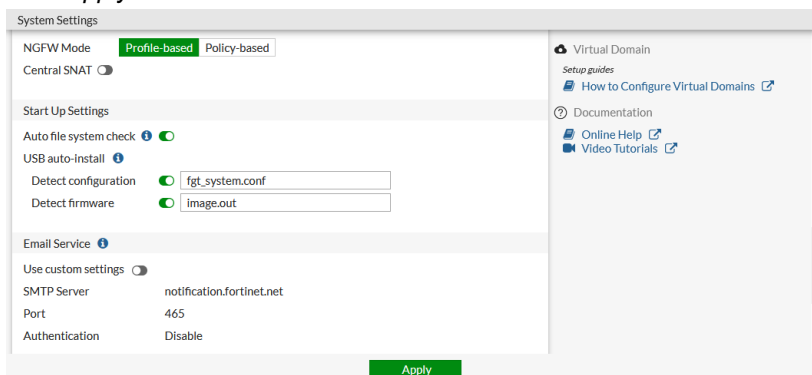 System Settings
NGFW Mode Profile-based Policy-based
Central SNAT
Start Up Settings
Auto file system check
USB auto-install
Detect configuration fgt_system.conf
Detect firmware image.out
Email Service
Use custom settings
SMTP Server notification.fortinet.net
Port 465
Authentication Disable
Apply
Virtual Domain
Setup guides
How to Configure Virtual Domains
Documentation
Online Help
Video Tutorials